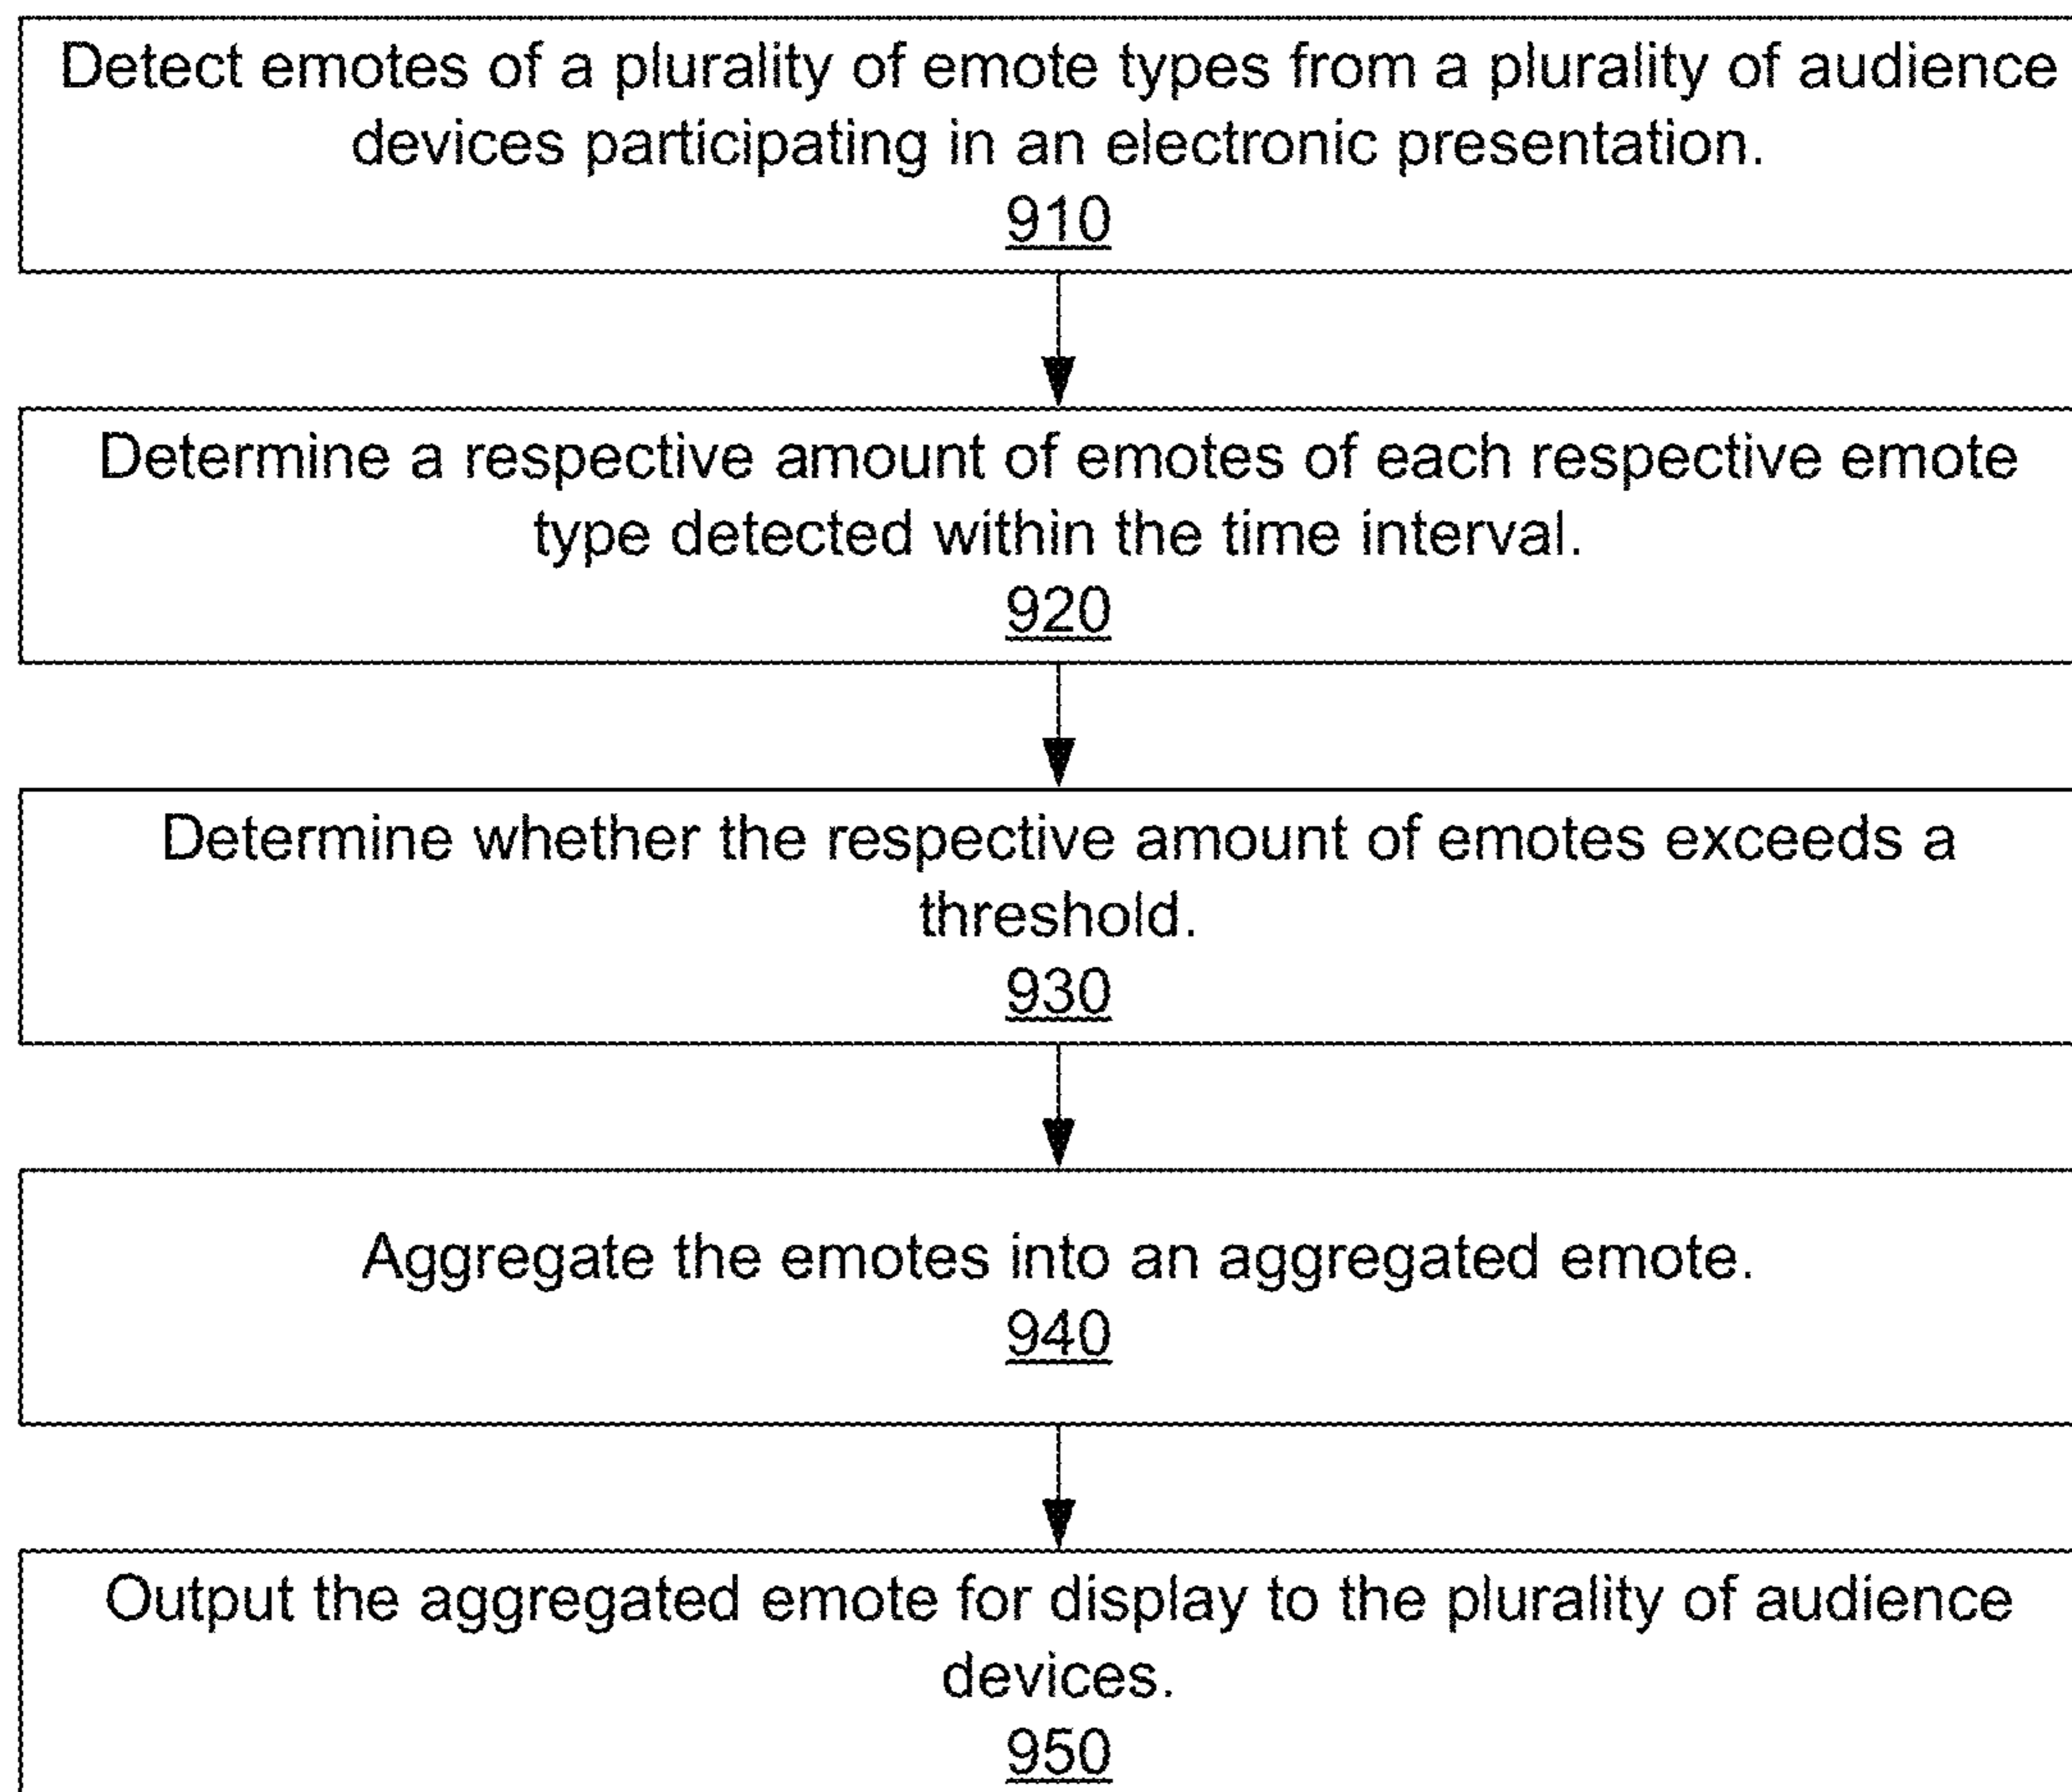 Detect emotes of a plurality of emote types from a plurality of audience
devices participating in an electronic presentation.
910
Determine a respective amount of emotes of each respective emote
type detected within the time interval.
920
Determine whether the respective amount of emotes exceeds a
threshold.
930
Aggregate the emotes into an aggregated emote.
940
Output the aggregated emote for display to the plurality of audience
devices.
950